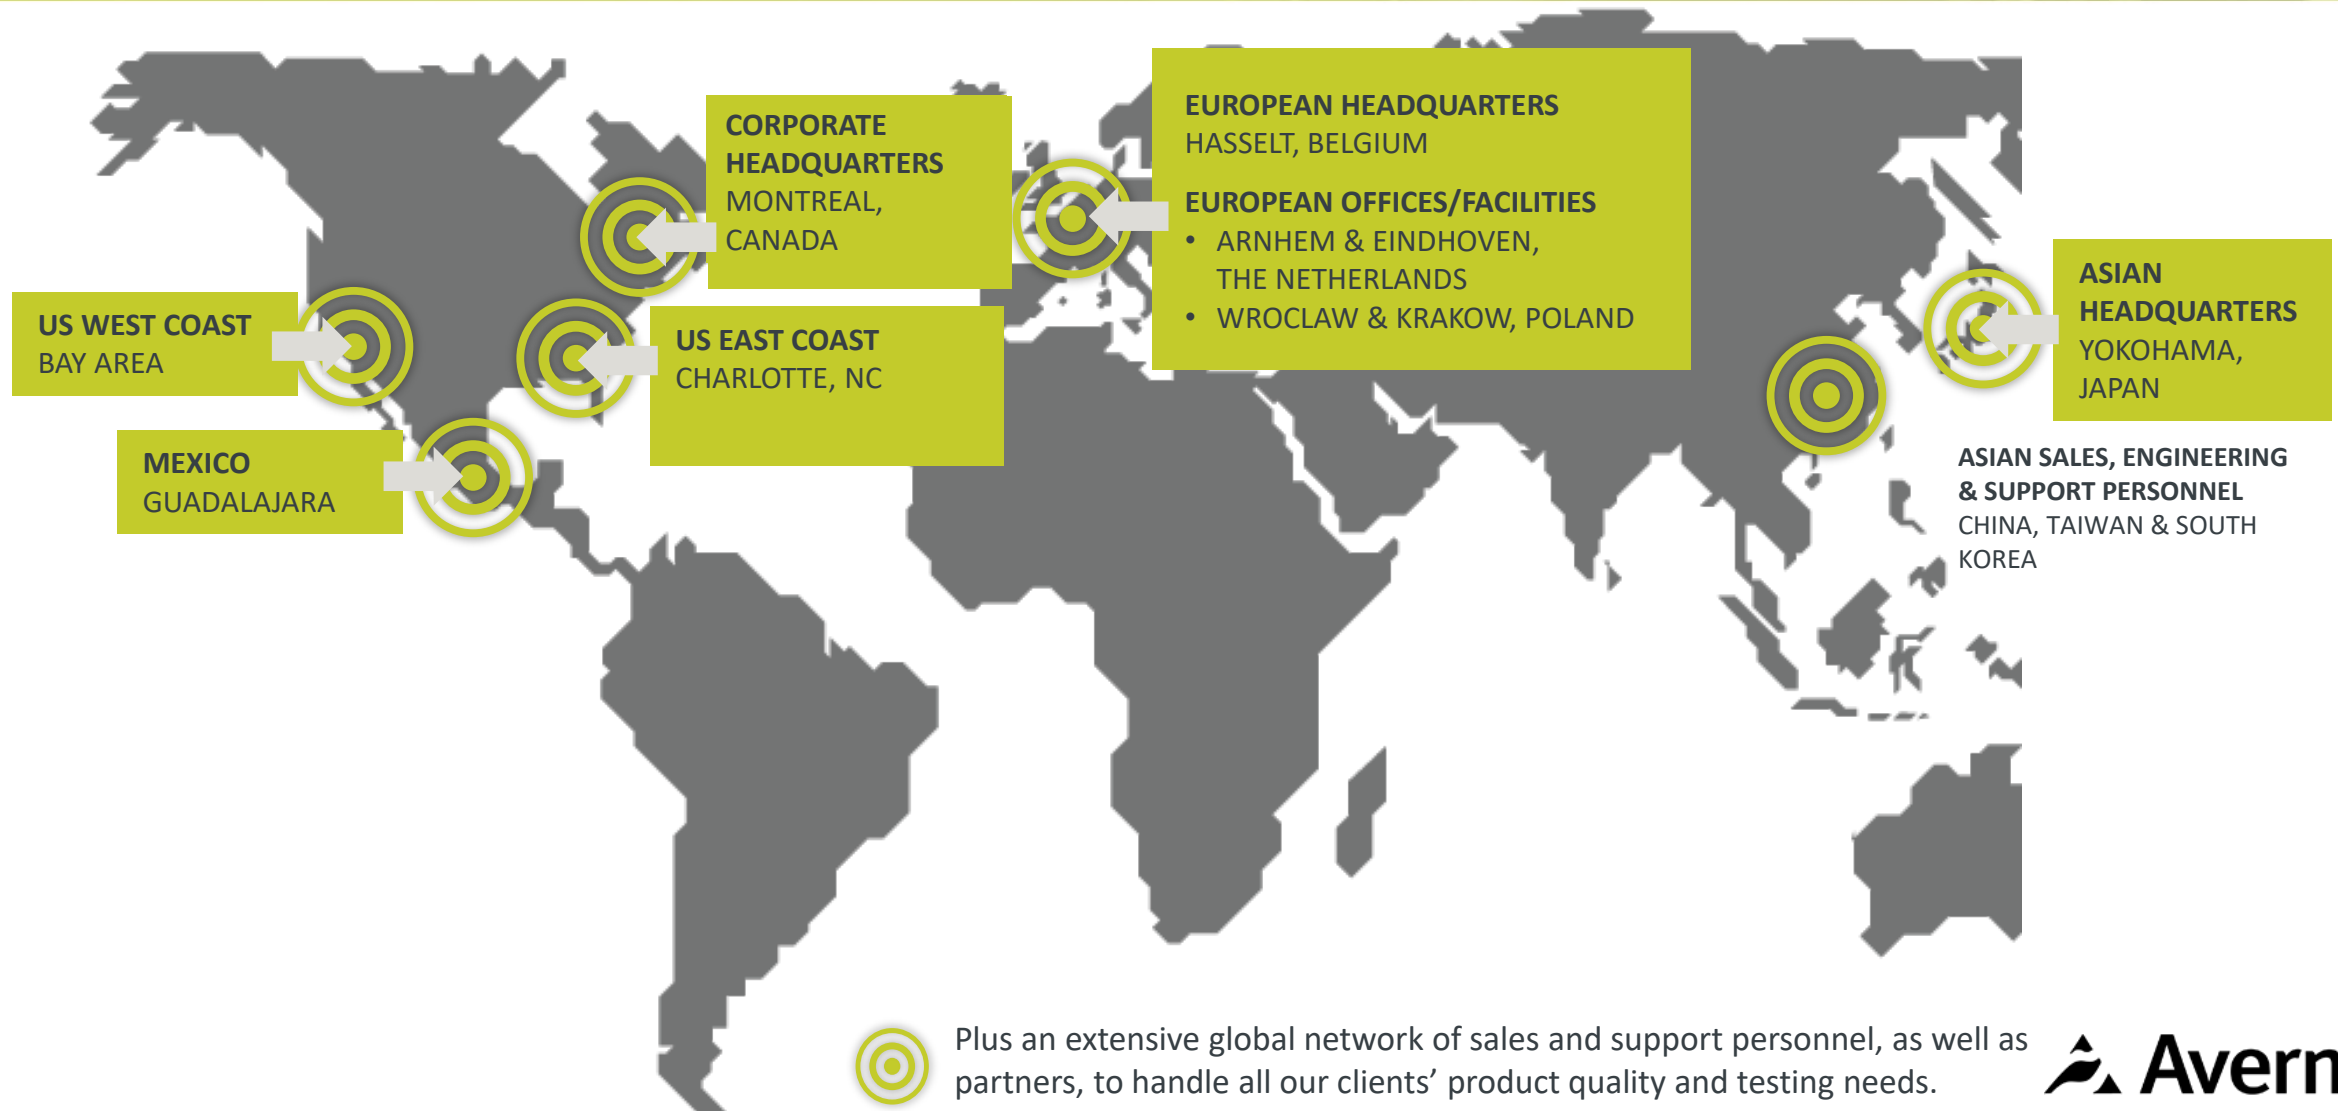 CORPORATE
HEADQUARTERS
MONTREAL,
CANADA
EUROPEAN HEADQUARTERS
HASSELT, BELGIUM
EUROPEAN OFFICES/FACILITIES
• ARNHEM & EINDHOVEN,
THE NETHERLANDS
• WROCLAW & KRAKOW, POLAND
US WEST COAST
BAY AREA
US EAST COAST
CHARLOTTE, NC
ASIAN
HEADQUARTERS
YOKOHAMA,
JAPAN
MEXICO
GUADALAJARA
ASIAN SALES, ENGINEERING
& SUPPORT PERSONNEL
CHINA, TAIWAN & SOUTH
KOREA
Plus an extensive global network of sales and support personnel, as well as
partners, to handle all our clients’ product quality and testing needs.
Avern